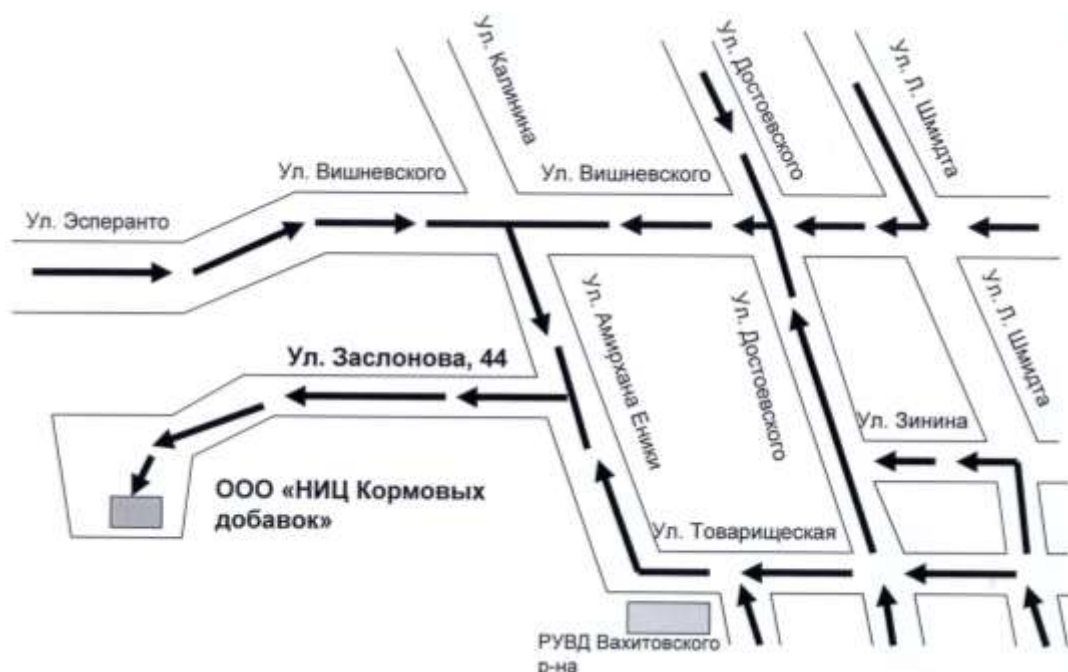 Ул. Калинина
Ул. Достоевского
Ул. Л. Шмидта
Ул. Вишневского
Ул. Вишневского
Ул. Эсперанто
Ул. Амирхана Еники
Ул. Достоевского
Ул. Л. Шмидта
Ул. Заслонова, 44
Ул. Зинина
ООО «НИЦ Кормовых
добавок»
Ул. Товарищеская
РУВД Вахитовского
р-на